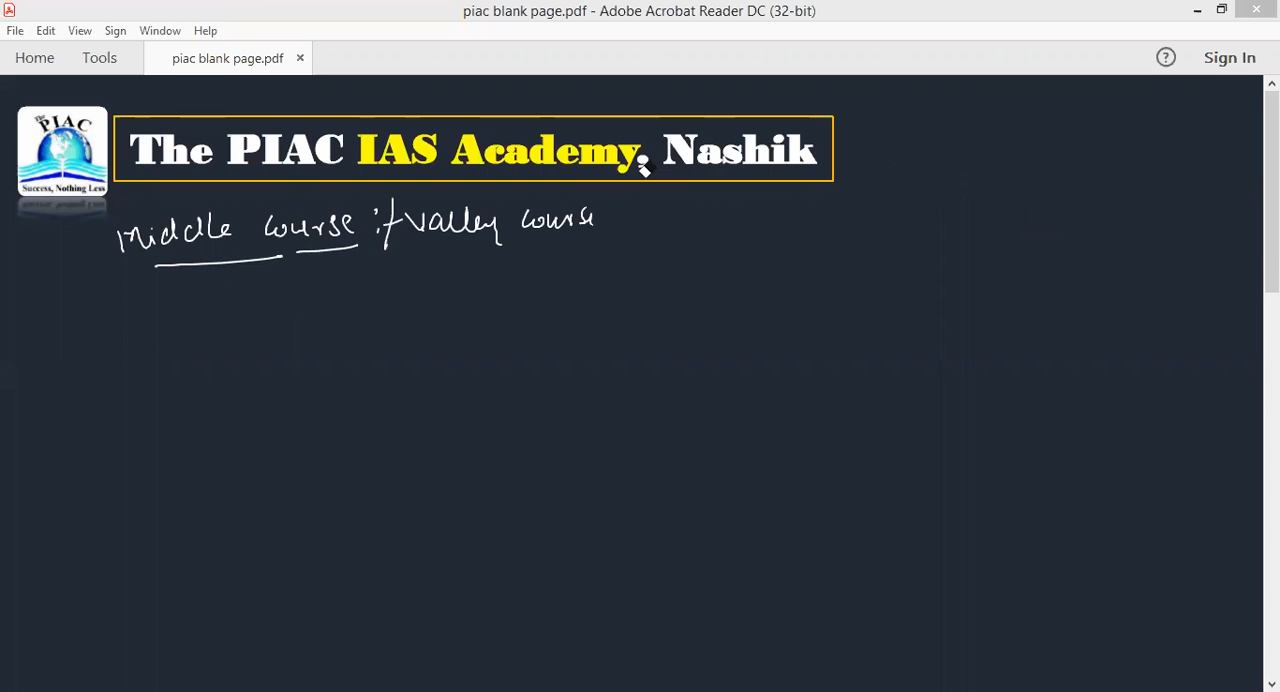 piac blank page.pdf - Adobe Acrobat Reader DC (32-bit)
File Edit View Sign Window Help
Home Tools piac blank page.pdf × ? Sign In
The PIAC
Success, Nothing Less
The PIAC IAS Academy, Nashik
Middle course :/ valley course